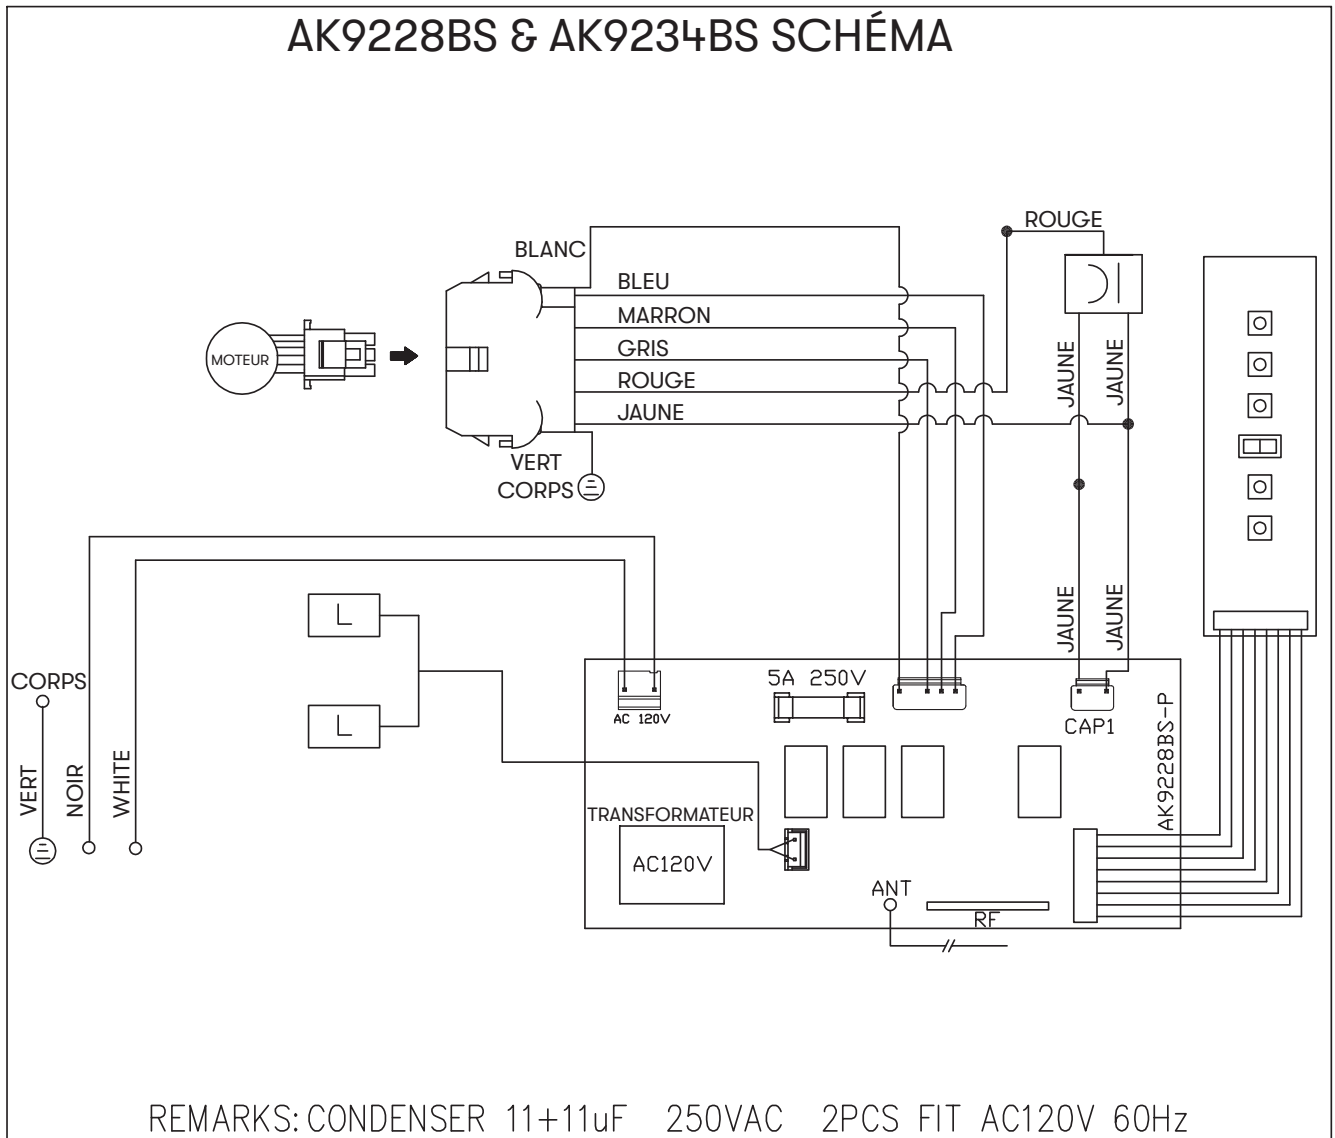 AK9228BS & AK9234BS SCHÉMA
ROUGE
BLANC
BLEU
MARRON
GRIS
ROUGE
JAUNE
VERT
CORPS
MOTEUR
JAUNE
JAUNE
JAUNE
JAUNE
L
L
CORPS
VERT
NOIR
WHITE
AC 120V
5A 250V
CAP1
AK9228BS-P
TRANSFORMATEUR
AC120V
ANT
RF
REMARKS: CONDENSER 11+11uF 250VAC 2PCS FIT AC120V 60Hz